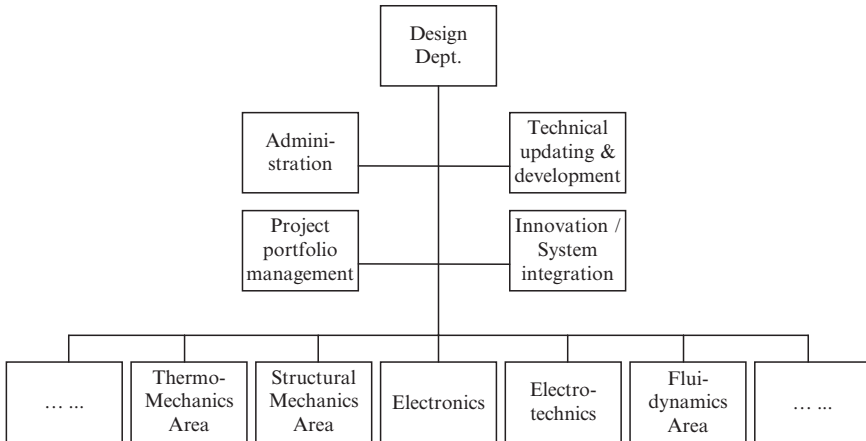 Design
Dept.
Admini-
stration
Technical
updating &
development
Project
portfolio
management
Innovation /
System
integration
... ...
Thermo-
Mechanics
Area
Structural
Mechanics
Area
Electronics
Electro-
technics
Flui-
dynamics
Area
... ...